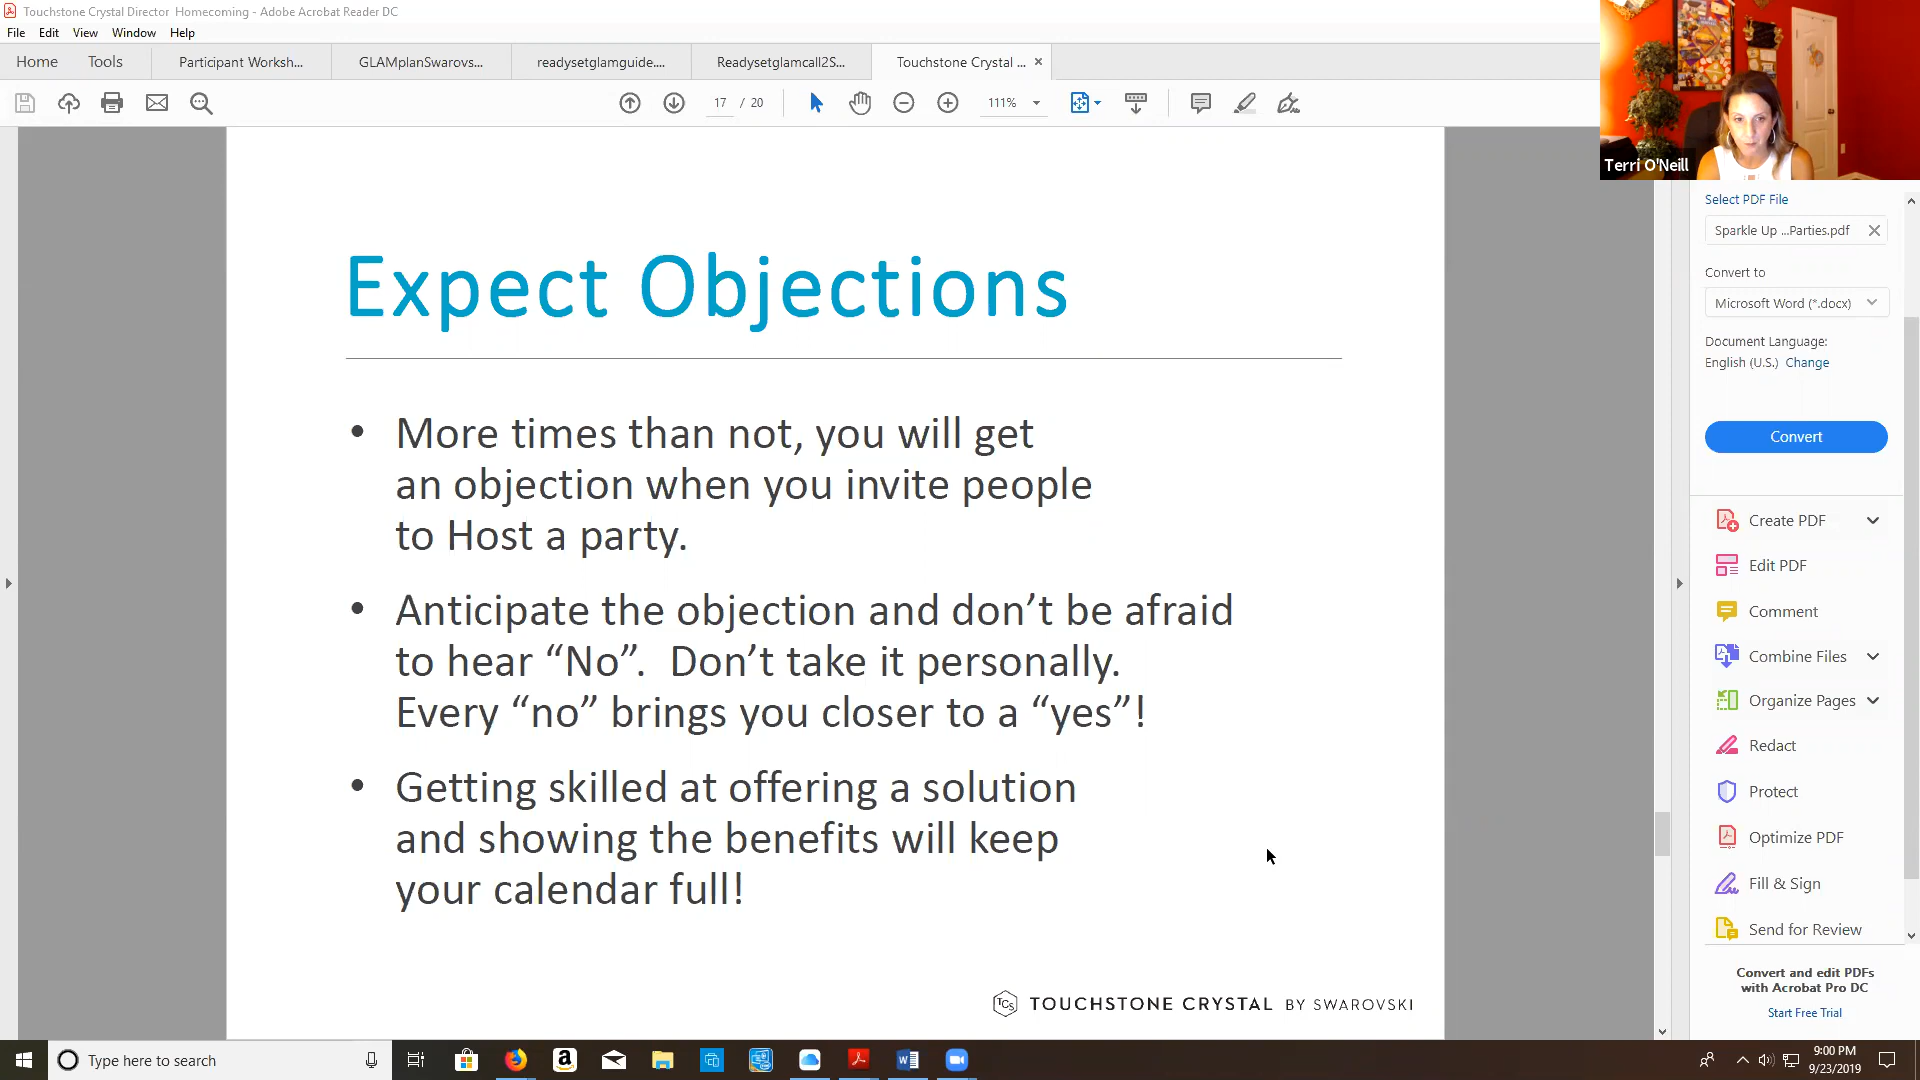 Touchstone Crystal Director  Homecoming - Adobe Acrobat Reader DC
File Edit View Window Help
Home Tools Participant Worksh... GLAMplanSwarovs... readysetglamguide.... Readysetglamcall2S... Touchstone Crystal ...
17 / 20 111%
Terri O'Neill
Select PDF File
Sparkle Up ...Parties.pdf
Convert to
Microsoft Word (*.docx)
Document Language:
English (U.S.) Change
Convert
Create PDF
Edit PDF
Comment
Combine Files
Organize Pages
Redact
Protect
Optimize PDF
Fill & Sign
Send for Review
Convert and edit PDFs
with Acrobat Pro DC
Start Free Trial
Expect Objections
• More times than not, you will get
an objection when you invite people
to Host a party.
• Anticipate the objection and don’t be afraid
to hear “No”.  Don’t take it personally.
Every “no” brings you closer to a “yes”!
• Getting skilled at offering a solution
and showing the benefits will keep
your calendar full!
TCS TOUCHSTONE CRYSTAL BY SWAROVSKI
Type here to search
9:00 PM
9/23/2019